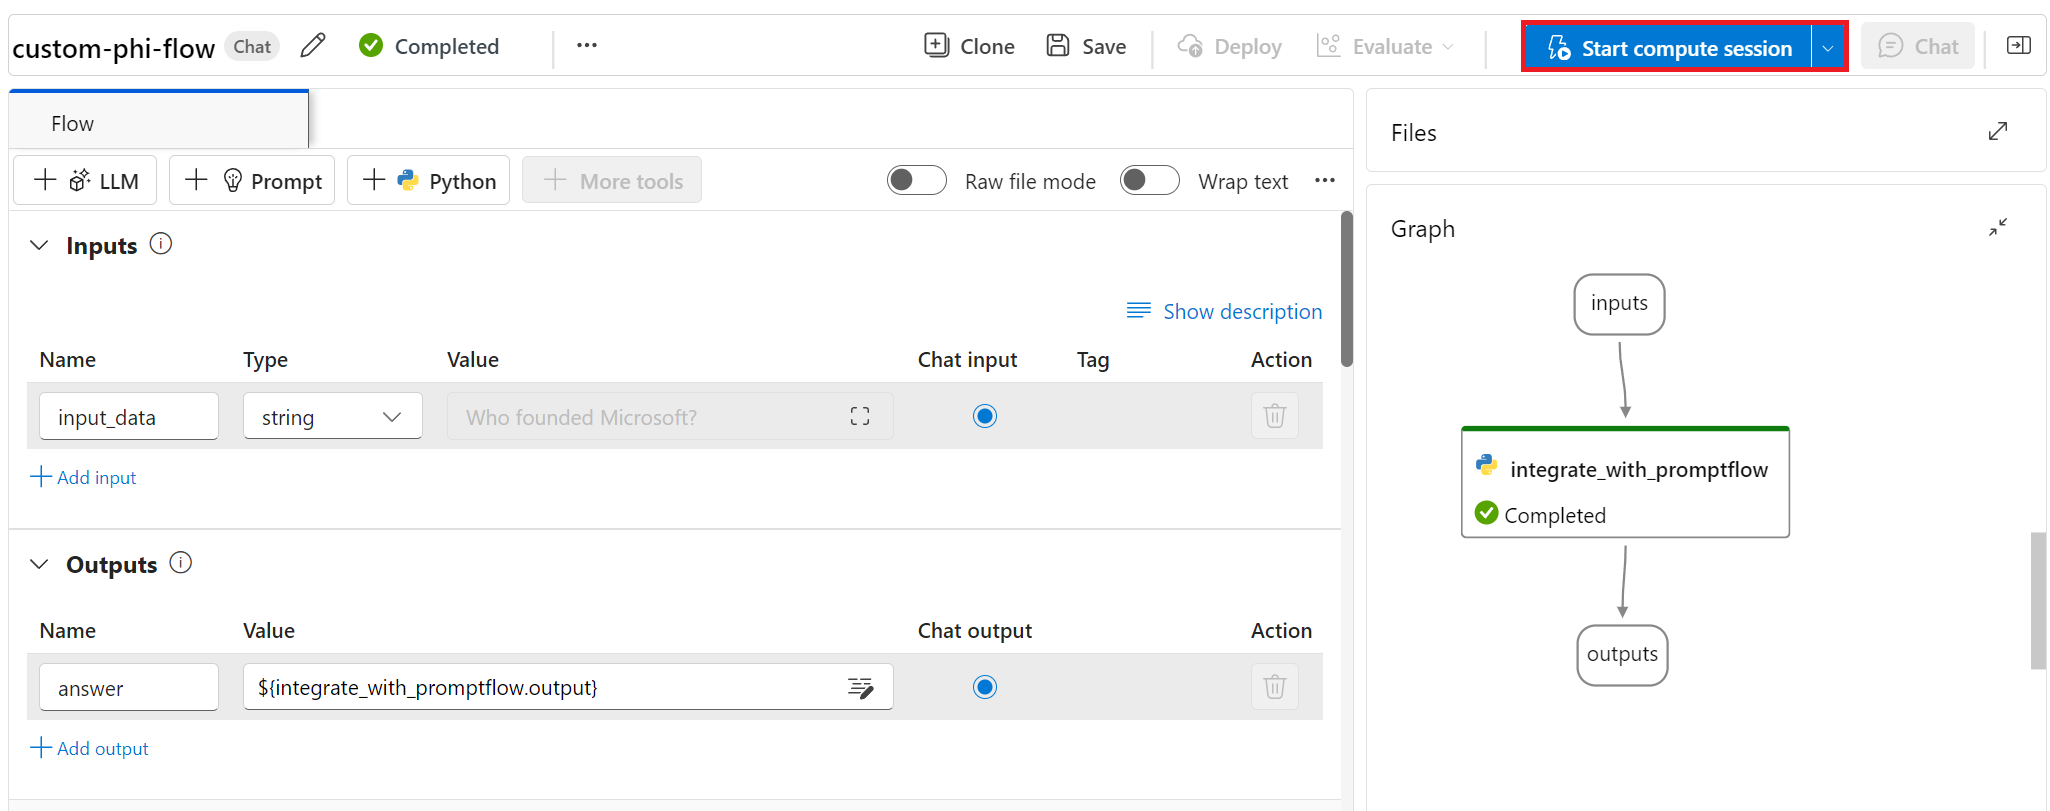 custom-phi-flow Chat Completed Clone Save Deploy Evaluate Start compute session Chat
Flow
LLM Prompt Python More tools Raw file mode Wrap text
Inputs
Show description
Name Type Value Chat input Tag Action
input_data string Who founded Microsoft?
Add input
Outputs
Name Value Chat output Action
answer ${integrate_with_promptflow.output}
Add output
Files
Graph
inputs
integrate_with_promptflow
Completed
outputs